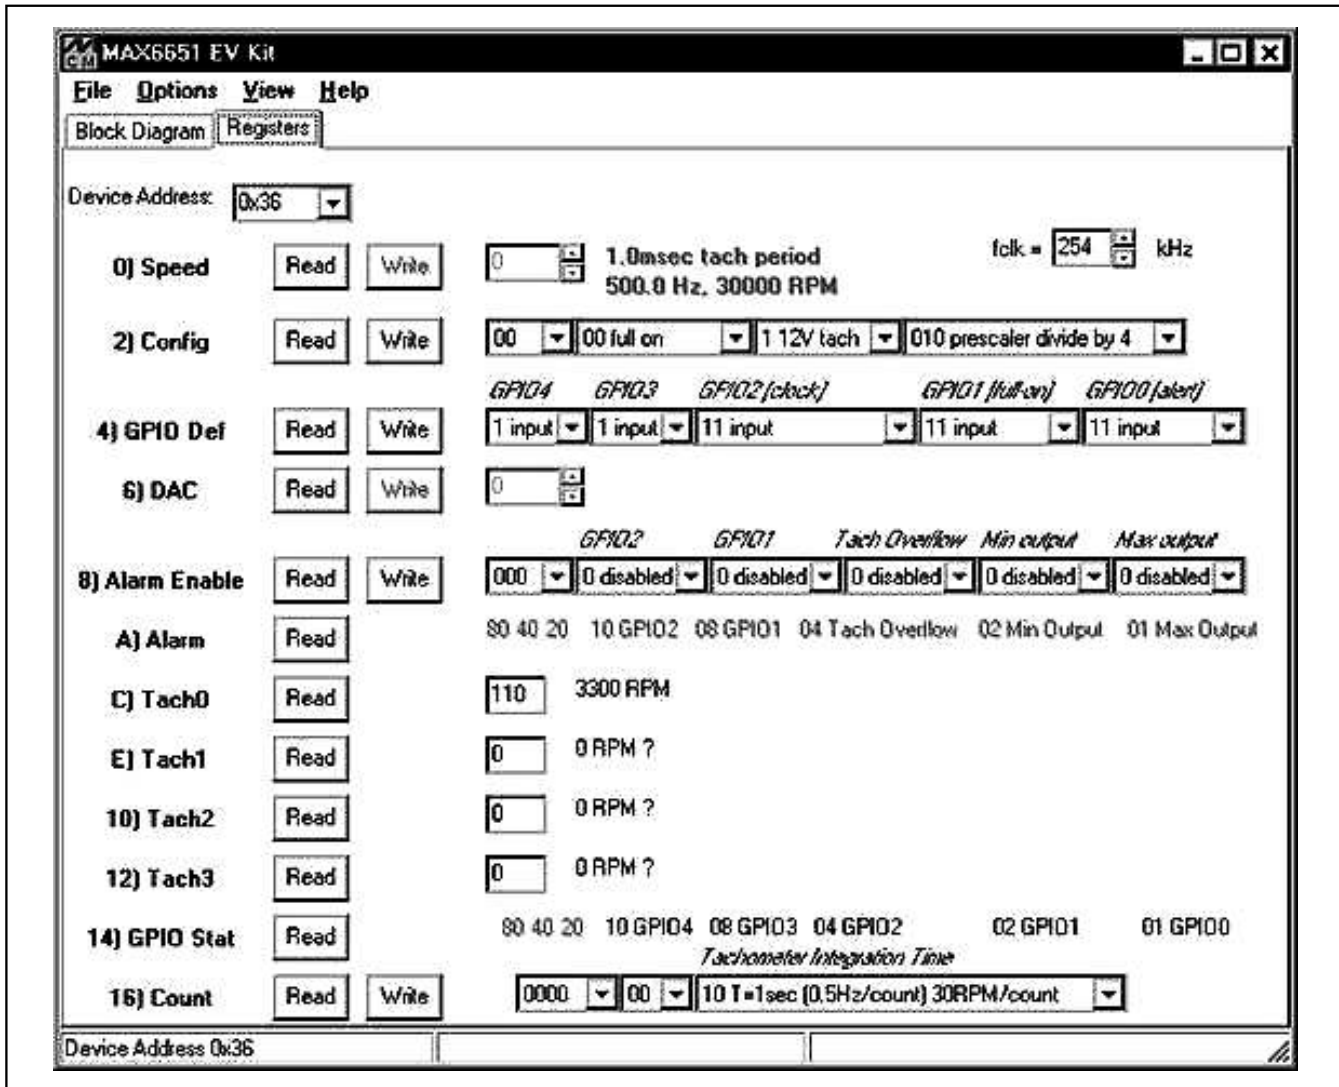 MAX6651 EV Kit
File Options View Help
Block Diagram Registers
Device Address: 0x36
fclk = 254 kHz
0) Speed Read Write 0 1.0msec tach period
500.0 Hz, 30000 RPM
2) Config Read Write 00 00 full on 1 12V tach 010 prescaler divide by 4
GPIO4 GPIO3 GPIO2 (clock) GPIO1 (full-on) GPIO0 (alert)
4) GPIO Def Read Write 1 input 1 input 11 input 11 input 11 input
6) DAC Read Write 0
GPIO2 GPIO1 Tach Overflow Min output Max output
8) Alarm Enable Read Write 000 0 disabled 0 disabled 0 disabled 0 disabled 0 disabled
A) Alarm Read 80 40 20 10 GPIO2 08 GPIO1 04 Tach Overflow 02 Min Output 01 Max Output
C) Tach0 Read 110 3300 RPM
E) Tach1 Read 0 0 RPM ?
10) Tach2 Read 0 0 RPM ?
12) Tach3 Read 0 0 RPM ?
14) GPIO Stat Read 80 40 20 10 GPIO4 08 GPIO3 04 GPIO2 02 GPIO1 01 GPIO0
Tachometer Integration Time
16) Count Read Write 0000 00 10 T=1sec (0.5Hz/count) 30RPM/count
Device Address 0x36